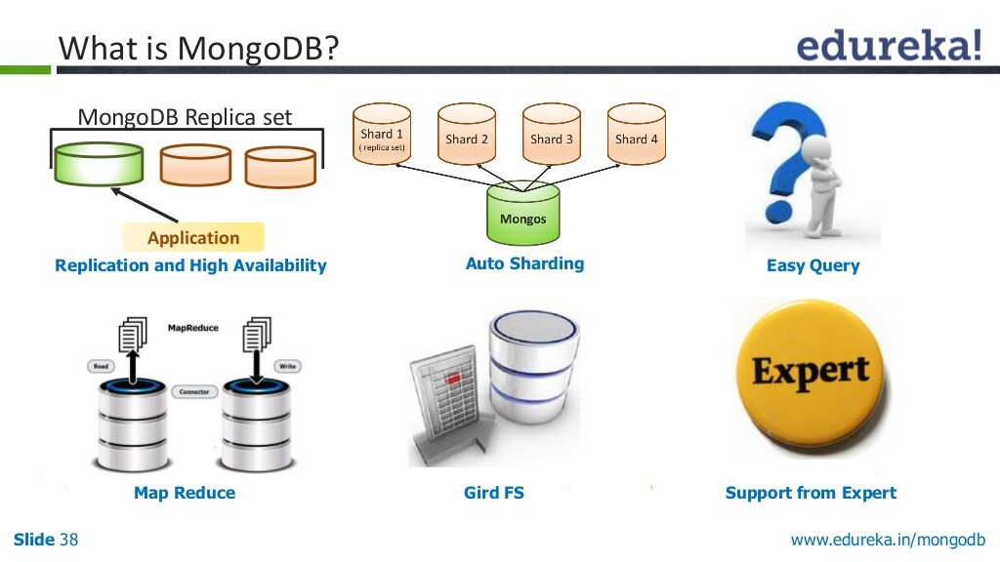 What is MongoDB?
edureka!
MongoDB Replica set
Application
Replication and High Availability
Shard 1
( replica set)
Shard 2
Shard 3
Shard 4
Mongos
Auto Sharding
Easy Query
MapReduce
Read
Write
Connector
Map Reduce
Gird FS
Expert
Support from Expert
Slide 38
www.edureka.in/mongodb